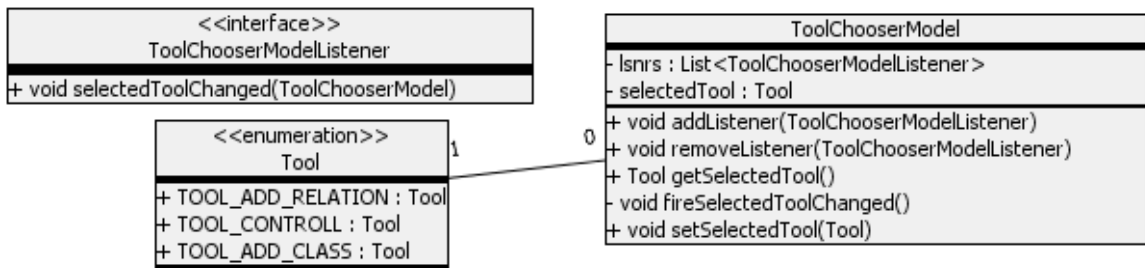 <<interface>>
ToolChooserModelListener
+ void selectedToolChanged(ToolChooserModel)
<<enumeration>>
Tool
+ TOOL_ADD_RELATION : Tool
+ TOOL_CONTROLL : Tool
+ TOOL_ADD_CLASS : Tool
1
0
ToolChooserModel
- lsnrs : List<ToolChooserModelListener>
- selectedTool : Tool
+ void addListener(ToolChooserModelListener)
+ void removeListener(ToolChooserModelListener)
+ Tool getSelectedTool()
- void fireSelectedToolChanged()
+ void setSelectedTool(Tool)